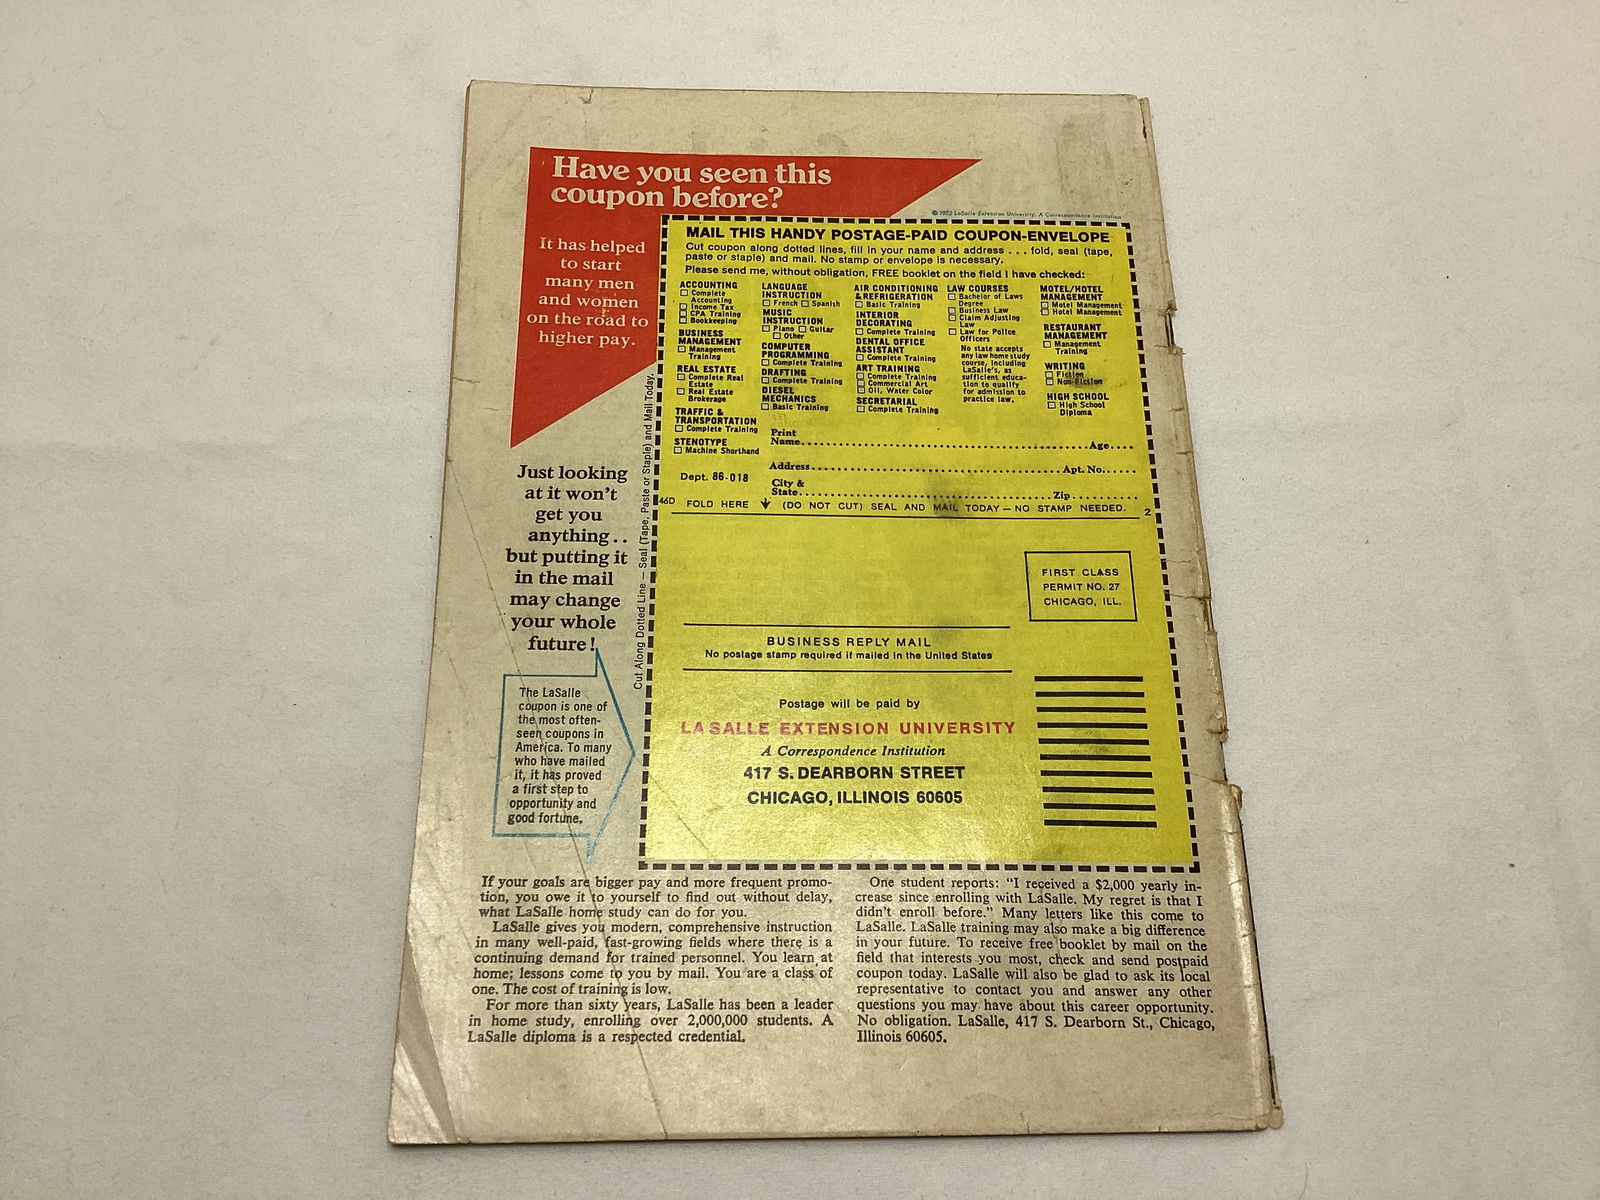 Have you seen this
coupon before?
It has helped
to start
many men
and women
on the road to
higher pay.
Just looking
at it won't
get you
anything..
but putting it
in the mail
may change
your whole
future!
The LaSalle
coupon is one of
the most often-
seen coupons in
America. To many
who have mailed
it, it has proved
a first step to
opportunity and
good fortune.
Cut Along Dotted Line — Seal (Tape, Paste or Staple) and Mail Today.
© 1972 LaSalle Extension University, A Correspondence Institution
MAIL THIS HANDY POSTAGE-PAID COUPON-ENVELOPE
Cut coupon along dotted lines, fill in your name and address . . . fold, seal (tape,
paste or staple) and mail. No stamp or envelope is necessary.
Please send me, without obligation, FREE booklet on the field I have checked:
ACCOUNTING
☐ Complete
Accounting
☐ Income Tax
☐ CPA Training
☐ Bookkeeping
BUSINESS
MANAGEMENT
☐ Management
Training
REAL ESTATE
☐ Complete Real
Estate
☐ Real Estate
Brokerage
TRAFFIC &
TRANSPORTATION
☐ Complete Training
STENOTYPE
☐ Machine Shorthand
LANGUAGE
INSTRUCTION
☐ French ☐ Spanish
MUSIC
INSTRUCTION
☐ Piano ☐ Guitar
☐ Other
COMPUTER
PROGRAMMING
☐ Complete Training
DRAFTING
☐ Complete Training
DIESEL
MECHANICS
☐ Basic Training
AIR CONDITIONING
& REFRIGERATION
☐ Basic Training
INTERIOR
DECORATING
☐ Complete Training
DENTAL OFFICE
ASSISTANT
☐ Complete Training
ART TRAINING
☐ Complete Training
☐ Commercial Art
☐ Oil, Water Color
SECRETARIAL
☐ Complete Training
LAW COURSES
☐ Bachelor of Laws
Degree
☐ Business Law
☐ Claim Adjusting
Law
☐ Law for Police
Officers
No state accepts
any law home study
course, including
LaSalle's, as
sufficient educa-
tion to qualify
for admission to
practice law.
MOTEL/HOTEL
MANAGEMENT
☐ Motel Management
☐ Hotel Management
RESTAURANT
MANAGEMENT
☐ Management
Training
WRITING
☐ Fiction
☐ Non-Fiction
HIGH SCHOOL
☐ High School
Diploma
Print
Name.......... Age....
Address.......... Apt. No......
Dept. 86-018
City &
State.......... Zip..........
46D FOLD HERE ↓ (DO NOT CUT) SEAL AND MAIL TODAY — NO STAMP NEEDED. 2
FIRST CLASS
PERMIT NO. 27
CHICAGO, ILL.
BUSINESS REPLY MAIL
No postage stamp required if mailed in the United States
Postage will be paid by
LA SALLE EXTENSION UNIVERSITY
A Correspondence Institution
417 S. DEARBORN STREET
CHICAGO, ILLINOIS 60605
If your goals are bigger pay and more frequent promo-
tion, you owe it to yourself to find out without delay,
what LaSalle home study can do for you.
LaSalle gives you modern, comprehensive instruction
in many well-paid, fast-growing fields where there is a
continuing demand for trained personnel. You learn at
home; lessons come to you by mail. You are a class of
one. The cost of training is low.
For more than sixty years, LaSalle has been a leader
in home study, enrolling over 2,000,000 students. A
LaSalle diploma is a respected credential.
One student reports: "I received a $2,000 yearly in-
crease since enrolling with LaSalle. My regret is that I
didn't enroll before." Many letters like this come to
LaSalle. LaSalle training may also make a big difference
in your future. To receive free booklet by mail on the
field that interests you most, check and send postpaid
coupon today. LaSalle will also be glad to ask its local
representative to contact you and answer any other
questions you may have about this career opportunity.
No obligation. LaSalle, 417 S. Dearborn St., Chicago,
Illinois 60605.